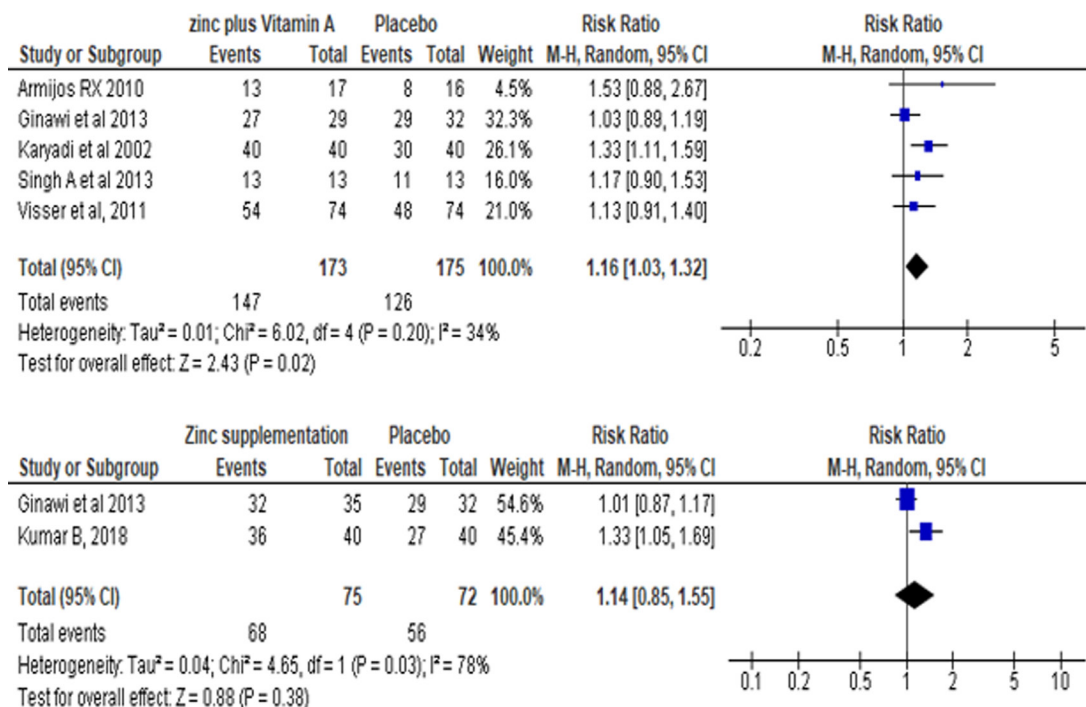 zinc plus Vitamin A Placebo Risk Ratio Risk Ratio
Study or Subgroup Events Total Events Total Weight M-H, Random, 95% CI M-H, Random, 95% CI
Armijos RX 2010 13 17 8 16 4.5% 1.53 [0.88, 2.67]
Ginawi et al 2013 27 29 29 32 32.3% 1.03 [0.89, 1.19]
Karyadi et al 2002 40 40 30 40 26.1% 1.33 [1.11, 1.59]
Singh A et al 2013 13 13 11 13 16.0% 1.17 [0.90, 1.53]
Visser et al, 2011 54 74 48 74 21.0% 1.13 [0.91, 1.40]
Total (95% CI) 173 175 100.0% 1.16 [1.03, 1.32]
Total events 147 126
Heterogeneity: Tau² = 0.01; Chi² = 6.02, df = 4 (P = 0.20); I² = 34%
Test for overall effect: Z = 2.43 (P = 0.02)
0.2 0.5 1 2 5
Zinc supplementation Placebo Risk Ratio Risk Ratio
Study or Subgroup Events Total Events Total Weight M-H, Random, 95% CI M-H, Random, 95% CI
Ginawi et al 2013 32 35 29 32 54.6% 1.01 [0.87, 1.17]
Kumar B, 2018 36 40 27 40 45.4% 1.33 [1.05, 1.69]
Total (95% CI) 75 72 100.0% 1.14 [0.85, 1.55]
Total events 68 56
Heterogeneity: Tau² = 0.04; Chi² = 4.65, df = 1 (P = 0.03); I² = 78%
Test for overall effect: Z = 0.88 (P = 0.38)
0.1 0.2 0.5 1 2 5 10